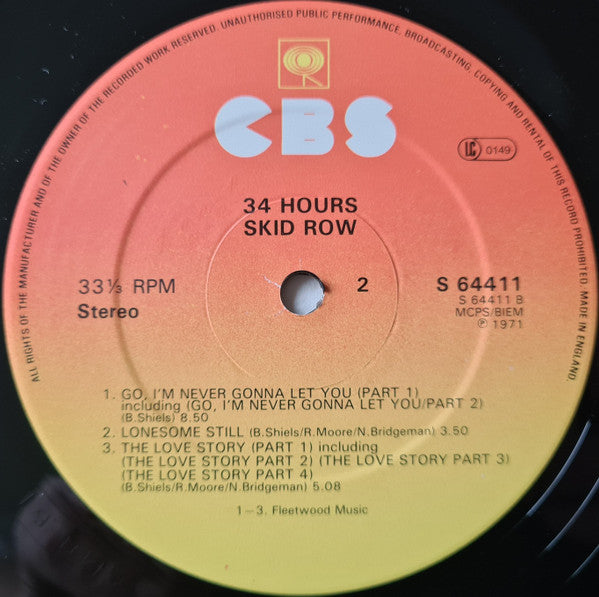 ALL RIGHTS OF THE MANUFACTURER AND OF THE OWNER OF THE RECORDED WORK RESERVED. UNAUTHORISED PUBLIC PERFORMANCE, BROADCASTING, COPYING AND RENTAL OF THIS RECORD PROHIBITED. MADE IN ENGLAND.
CBS
LC 0149
34 HOURS
SKID ROW
33⅓ RPM
Stereo
2
S 64411
S 64411 B
MCPS/BIEM
℗ 1971
1. GO, I'M NEVER GONNA LET YOU (PART 1)
including (GO, I'M NEVER GONNA LET YOU/PART 2)
(B.Shiels) 8.50
2. LONESOME STILL (B.Shiels/R.Moore/N.Bridgeman) 3.50
3. THE LOVE STORY (PART 1) including
(THE LOVE STORY PART 2) (THE LOVE STORY PART 3)
(THE LOVE STORY PART 4)
(B.Shiels/R.Moore/N.Bridgeman) 5.08
1–3. Fleetwood Music